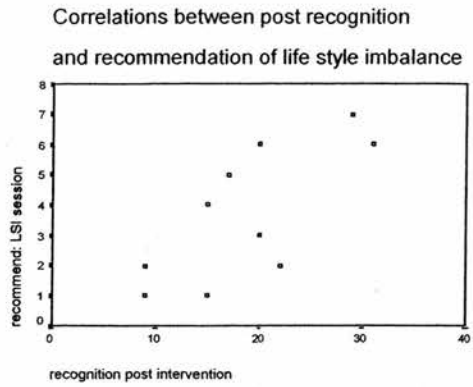 Correlations between post recognition
and recommendation of life style imbalance
8
7
6
5
4
3
2
1
0
recommend: LSI session
0 10 20 30 40
recognition post intervention